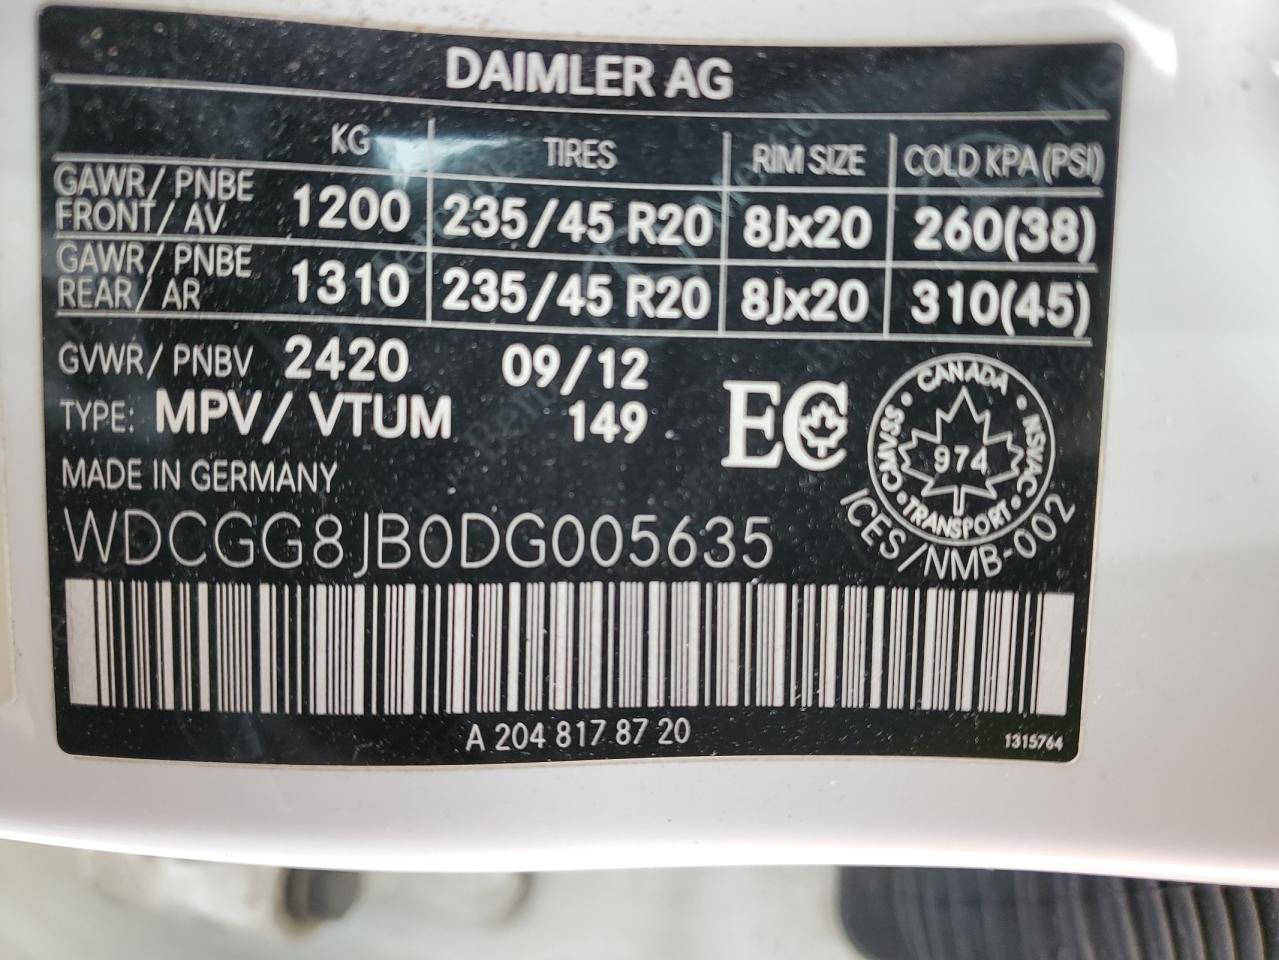 DAIMLER AG
KG TIRES RIM SIZE COLD KPA (PSI)
GAWR/ PNBE FRONT/ AV 1200 235/45 R20 8Jx20 260(38)
GAWR/ PNBE REAR/ AR 1310 235/45 R20 8Jx20 310(45)
GVWR/ PNBV 2420 09/12
TYPE: MPV/ VTUM 149
EC
CANADA
CMVSS 974 NSVAC
TRANSPORT
ICES/NMB-002
MADE IN GERMANY
WDCGG8JB0DG005635
A 204 817 87 20
1315764